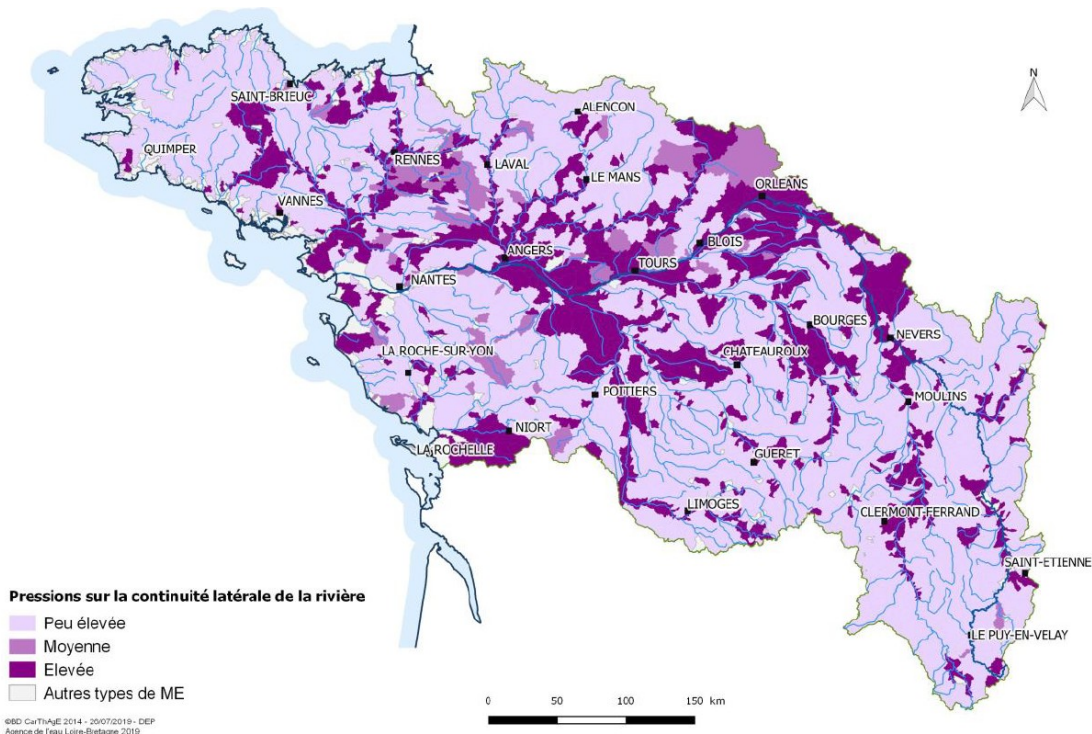 N
SAINT-BRIEUC
ALENCON
QUIMPER
RENNES
LAVAL
LE MANS
ORLEANS
VANNES
BLOIS
ANGERS
TOURS
NANTES
BOURGES
NEVERS
LA ROCHE-SUR-YON
CHATEAUROUX
POITIERS
MOULINS
NIORT
LA ROCHELLE
GUERET
LIMOGES
CLERMONT-FERRAND
SAINT-ETIENNE
LE PUY-EN-VELAY
Pressions sur la continuité latérale de la rivière
Peu élevée
Moyenne
Elevée
Autres types de ME
0 50 100 150 km
©BD CarThAgE 2014 - 26/07/2019 - DEP
Agence de l'eau Loire-Bretagne 2019